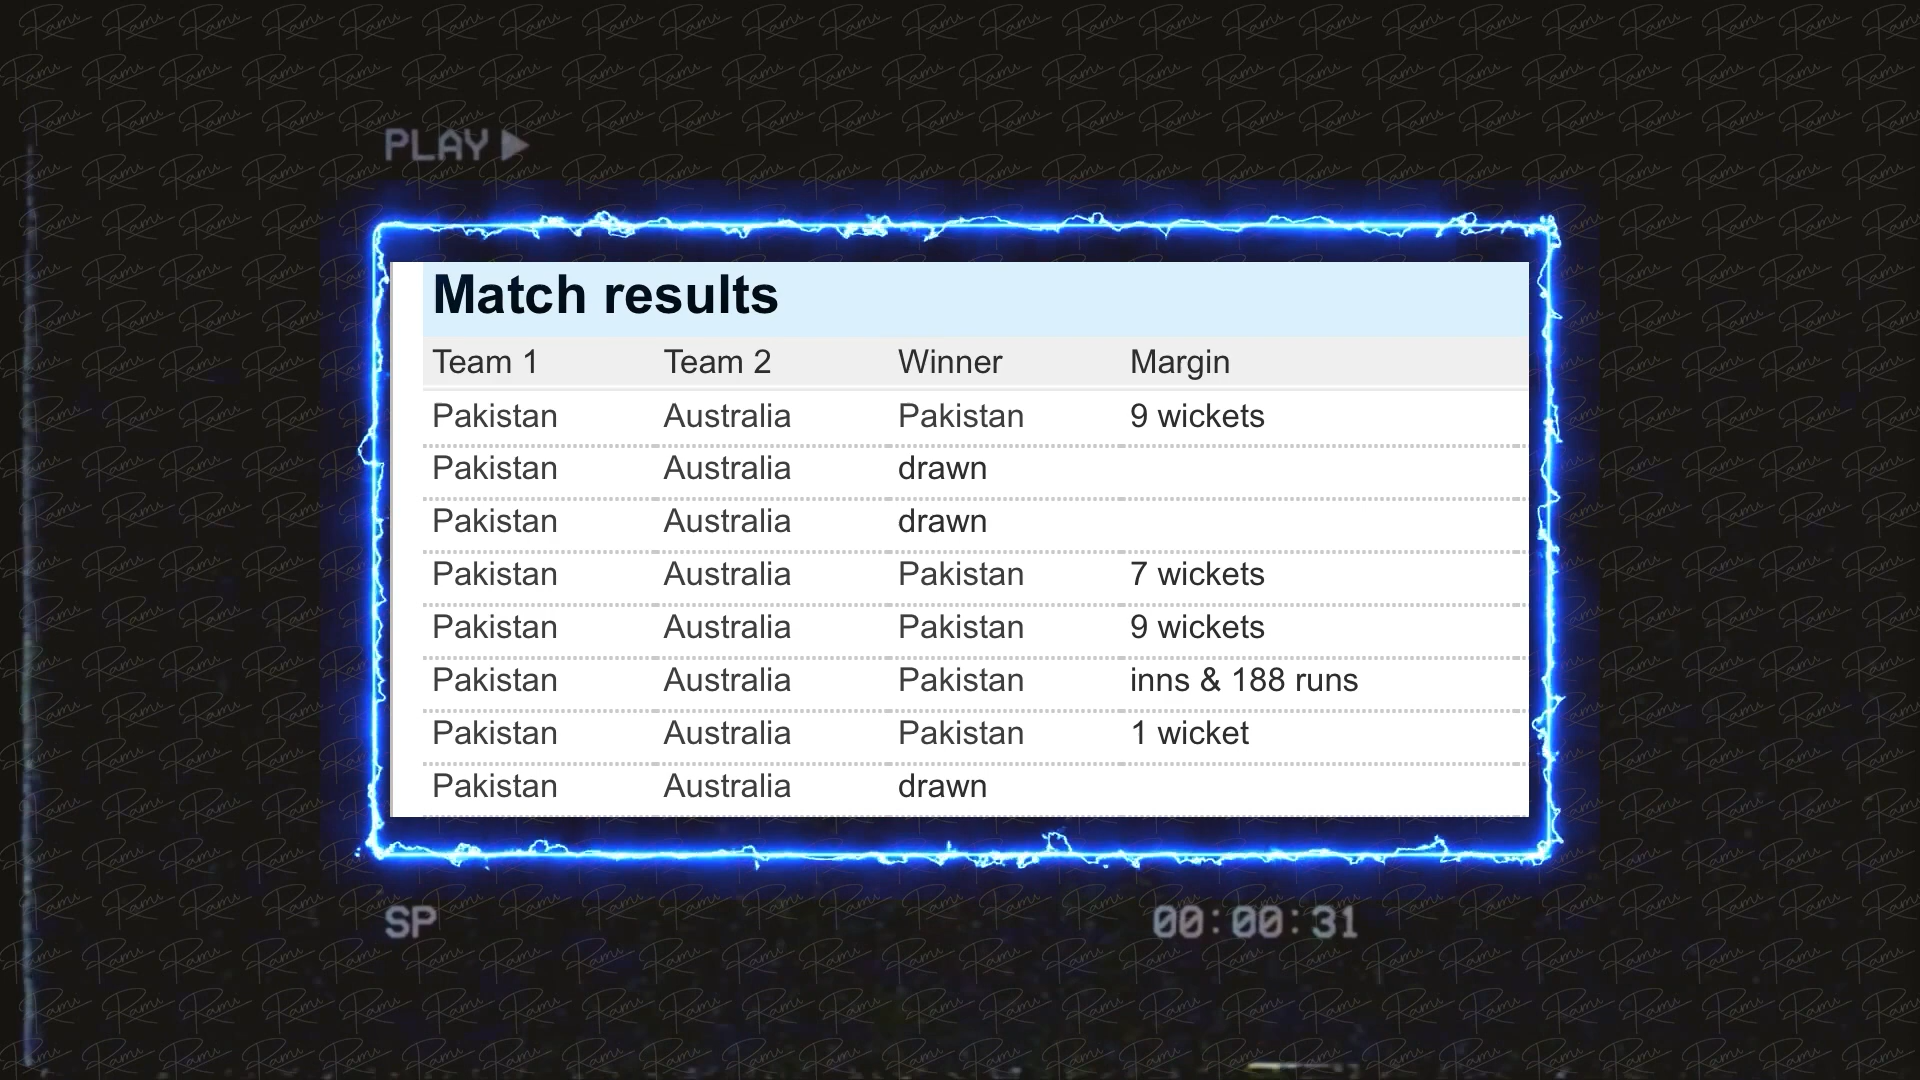 PLAY
Match results
Team 1 Team 2 Winner Margin
Pakistan Australia Pakistan 9 wickets
Pakistan Australia drawn
Pakistan Australia drawn
Pakistan Australia Pakistan 7 wickets
Pakistan Australia Pakistan 9 wickets
Pakistan Australia Pakistan inns & 188 runs
Pakistan Australia Pakistan 1 wicket
Pakistan Australia drawn
SP 00:00:31